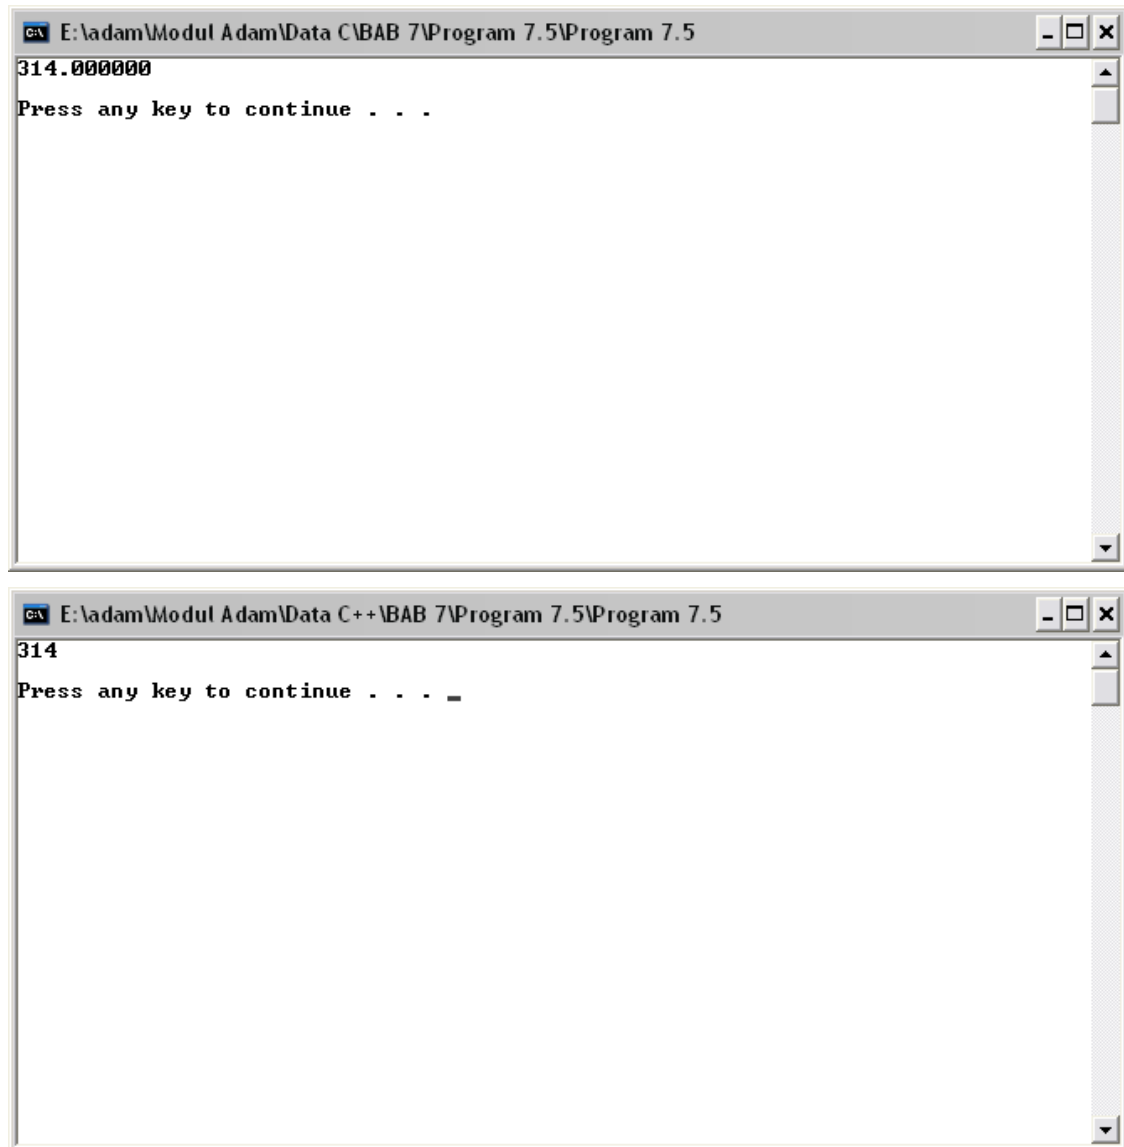 E:\adam\Modul Adam\Data C\BAB 7\Program 7.5\Program 7.5
314.000000
Press any key to continue . . .
E:\adam\Modul Adam\Data C++\BAB 7\Program 7.5\Program 7.5
314
Press any key to continue . . . _